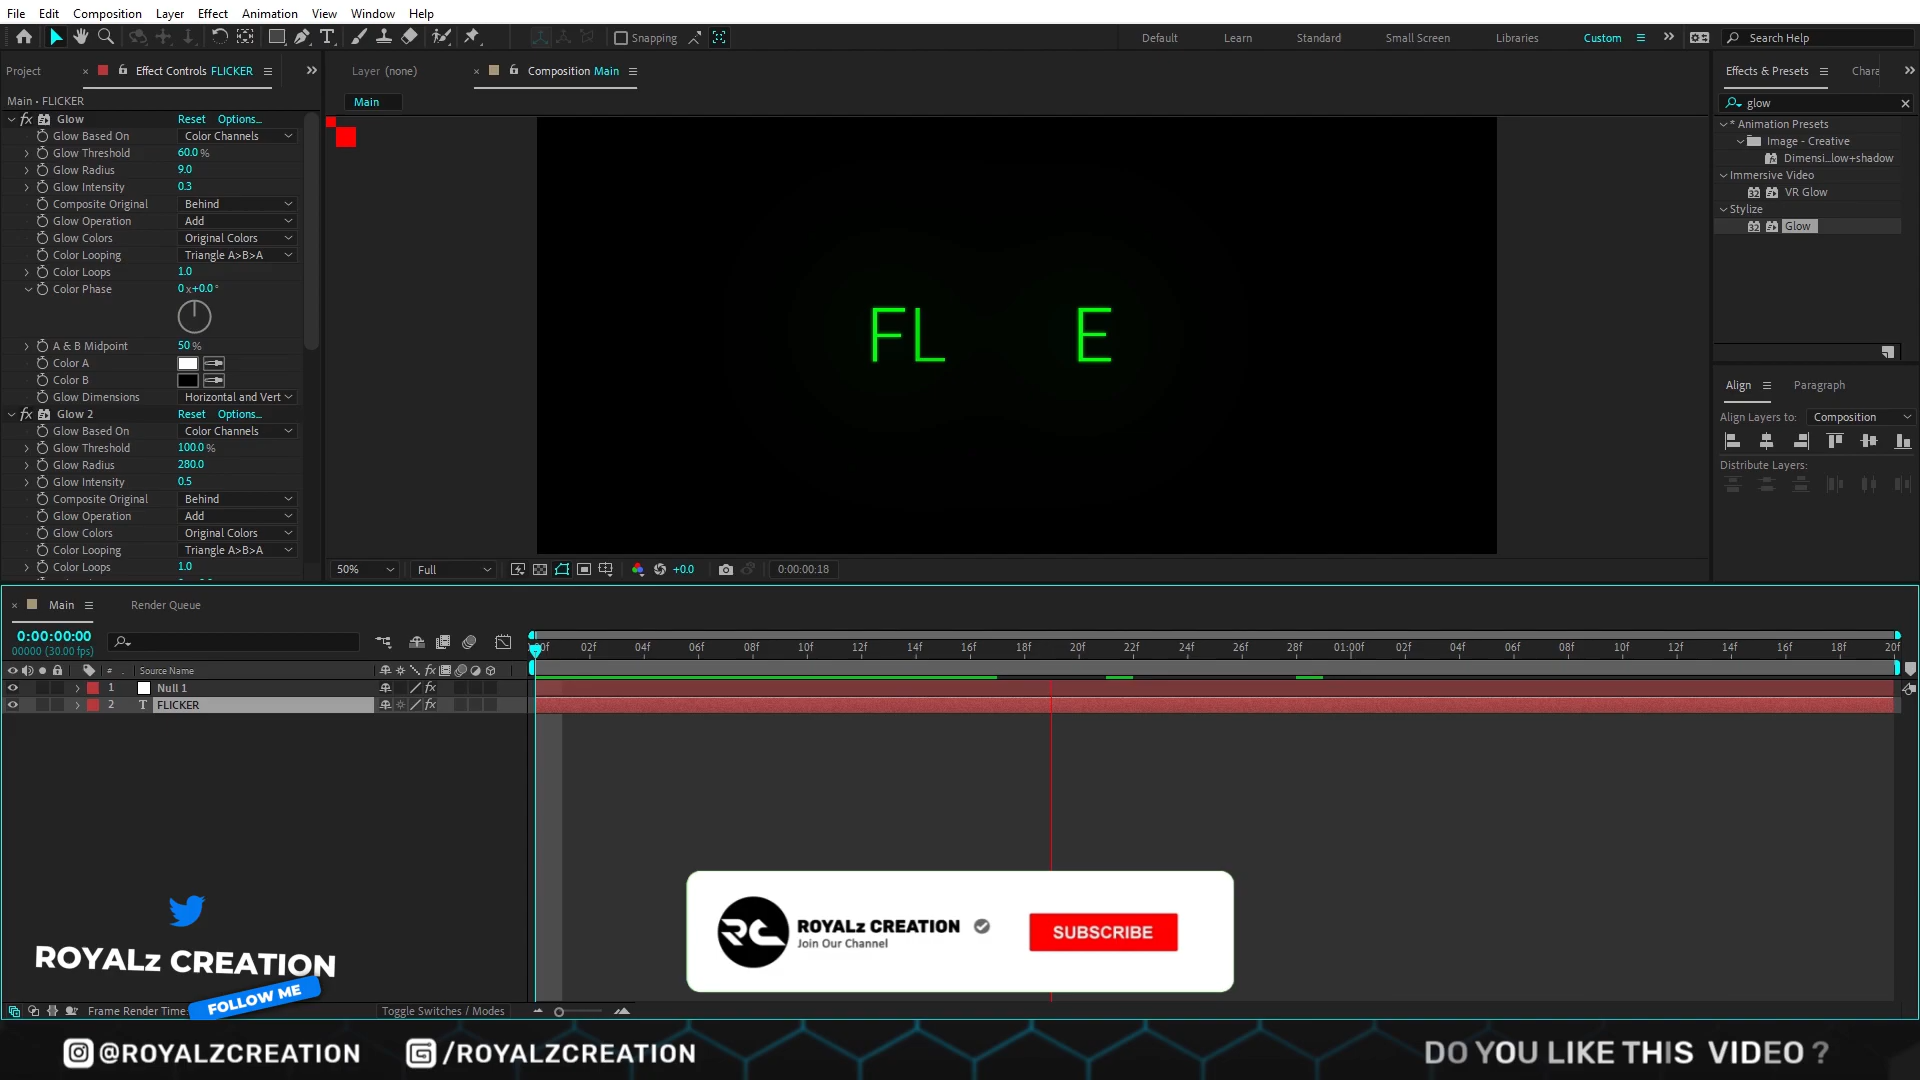 File Edit Composition Layer Effect Animation View Window Help
Snapping
Default Learn Standard Small Screen Libraries Custom
Search Help
Project
Effect Controls FLICKER
Layer (none)
Composition Main
Effects & Presets
Chara
Main • FLICKER
Main
glow
Glow Reset Options...
Glow Based On Color Channels
Glow Threshold 60.0 %
Glow Radius 9.0
Glow Intensity 0.3
Composite Original Behind
Glow Operation Add
Glow Colors Original Colors
Color Looping Triangle A>B>A
Color Loops 1.0
Color Phase 0 x+0.0 °
A & B Midpoint 50 %
Color A
Color B
Glow Dimensions Horizontal and Vert
Glow 2 Reset Options...
Glow Based On Color Channels
Glow Threshold 100.0 %
Glow Radius 280.0
Glow Intensity 0.5
Composite Original Behind
Glow Operation Add
Glow Colors Original Colors
Color Looping Triangle A>B>A
Color Loops 1.0
FL E
* Animation Presets
Image - Creative
Dimensi...low+shadow
Immersive Video
32 VR Glow
Stylize
32 Glow
Align Paragraph
Align Layers to: Composition
Distribute Layers:
50% Full +0.0 0:00:00:18
Main Render Queue
0:00:00:00
00000 (30.00 fps)
:00f 02f 04f 06f 08f 10f 12f 14f 16f 18f 20f 22f 24f 26f 28f 01:00f 02f 04f 06f 08f 10f 12f 14f 16f 18f 20f
# . Source Name
1 Null 1
2 T FLICKER
ROYALz CREATION
FOLLOW ME
RC
ROYALz CREATION
Join Our Channel
SUBSCRIBE
Frame Render Time:
Toggle Switches / Modes
@ROYALZCREATION
/ROYALZCREATION
DO YOU LIKE THIS VIDEO ?